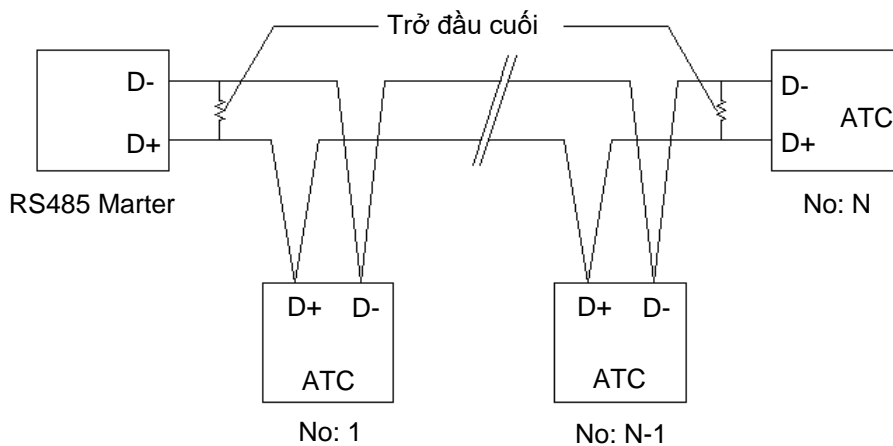 Trở đầu cuối
D-
D+
RS485 Marter
D-
ATC
D+
No: N
D+ D-
ATC
No: 1
D+ D-
ATC
No: N-1